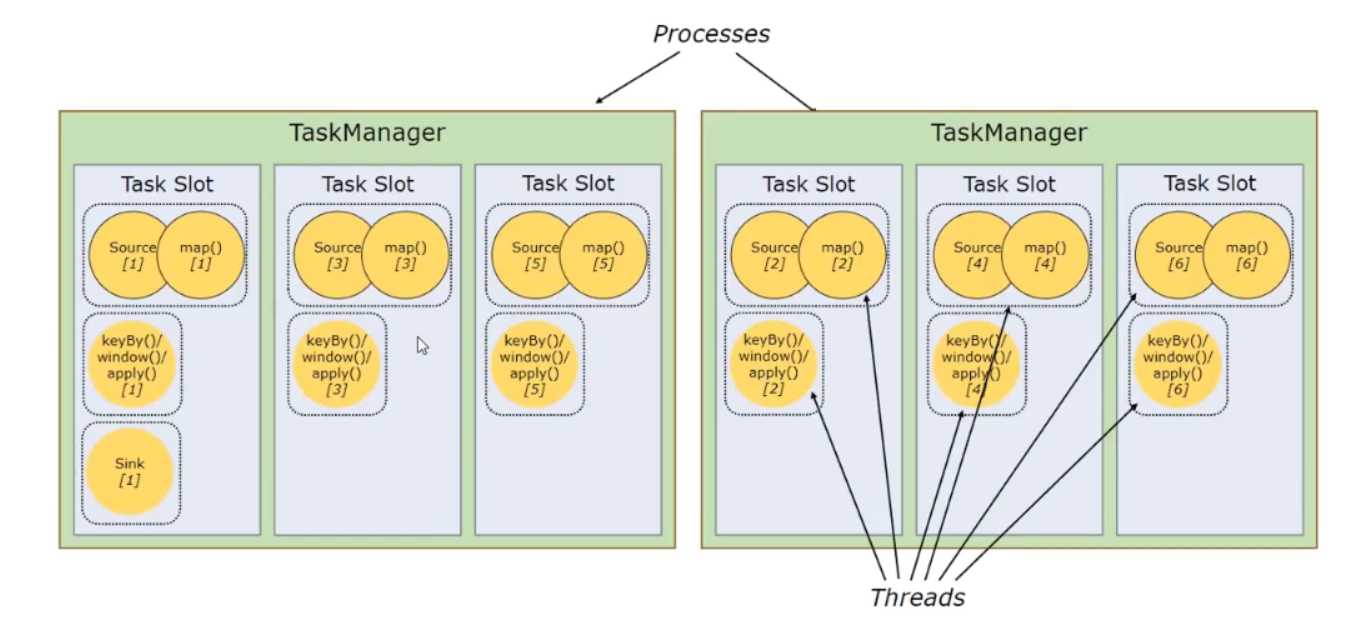 Processes
TaskManager
Task Slot
Source
[1]
map()
[1]
keyBy()/
window()/
apply()
[1]
Sink
[1]
Task Slot
Source
[3]
map()
[3]
keyBy()/
window()/
apply()
[3]
Task Slot
Source
[5]
map()
[5]
keyBy()/
window()/
apply()
[5]
TaskManager
Task Slot
Source
[2]
map()
[2]
keyBy()/
window()/
apply()
[2]
Task Slot
Source
[4]
map()
[4]
keyBy()/
window()/
apply()
[4]
Task Slot
Source
[6]
map()
[6]
keyBy()/
window()/
apply()
[6]
Threads